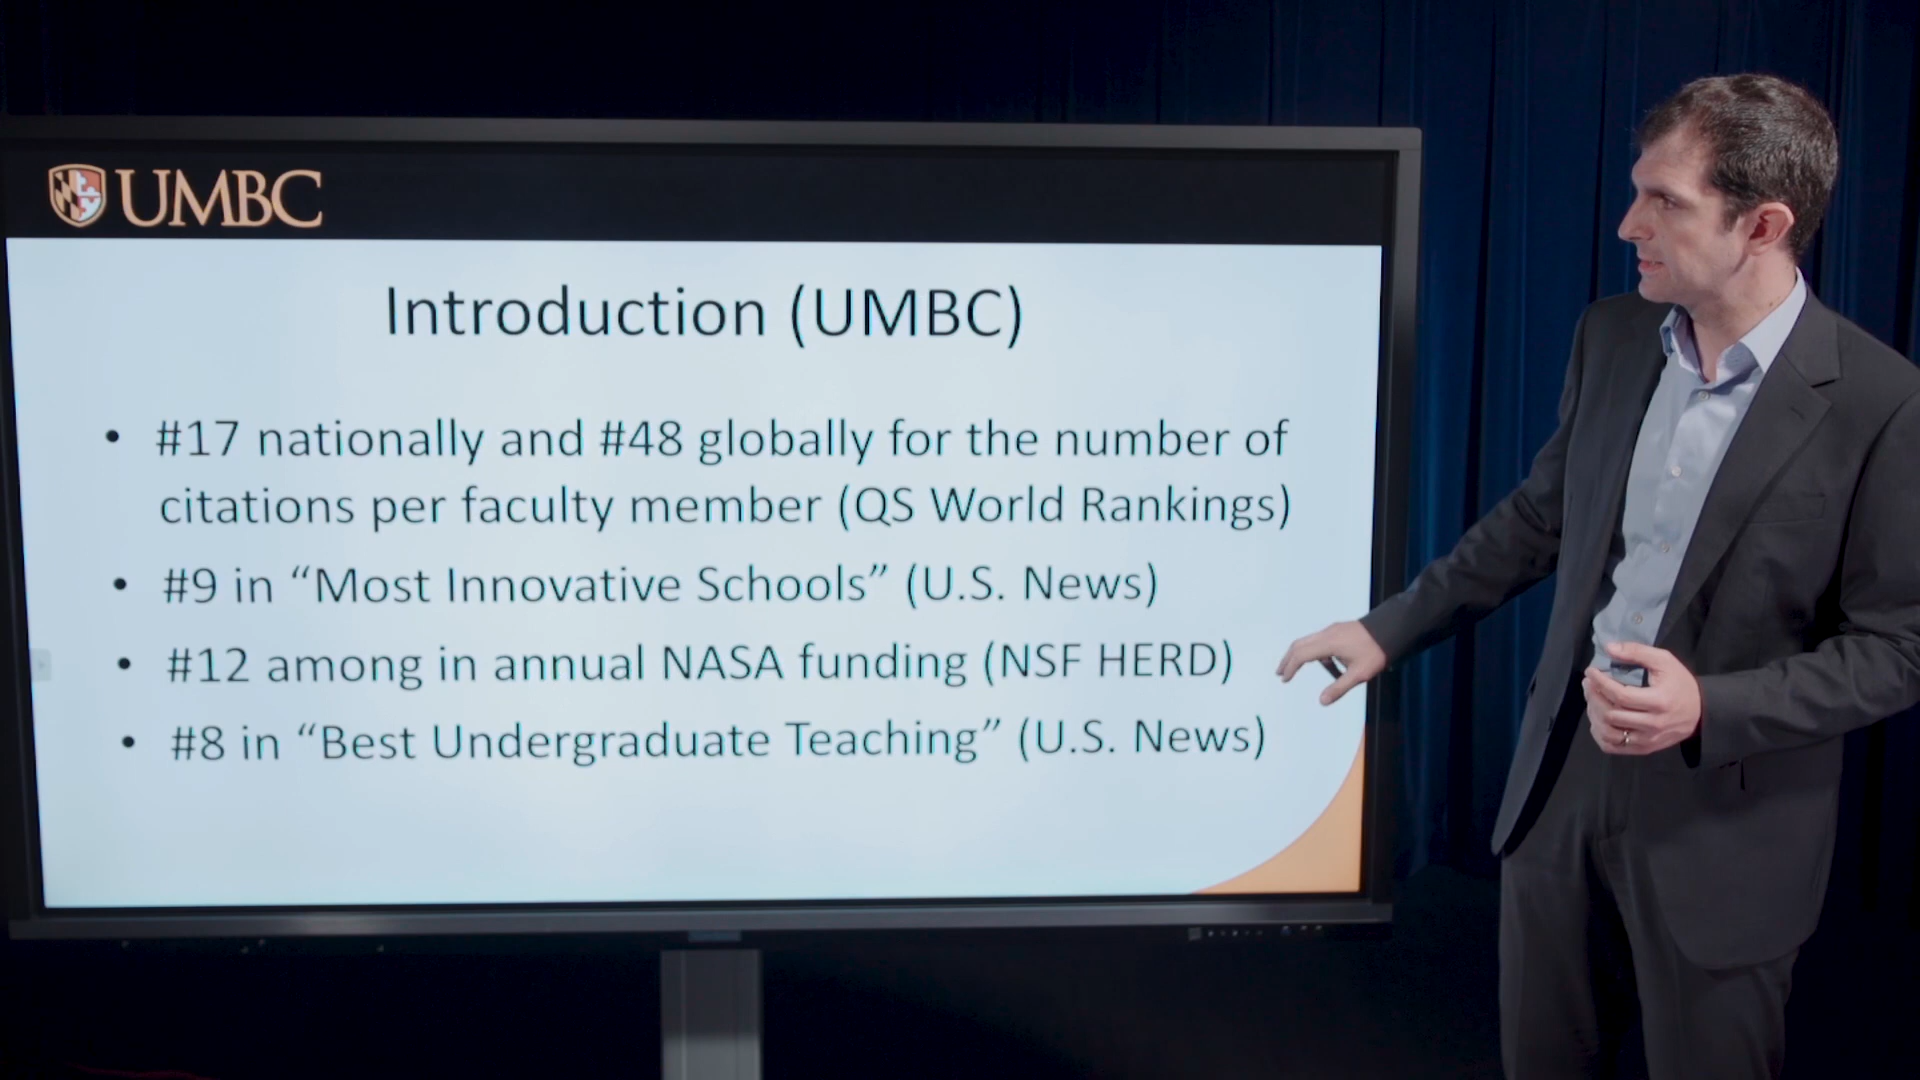 UMBC
Introduction (UMBC)
• #17 nationally and #48 globally for the number of
citations per faculty member (QS World Rankings)
• #9 in “Most Innovative Schools” (U.S. News)
• #12 among in annual NASA funding (NSF HERD)
• #8 in “Best Undergraduate Teaching” (U.S. News)